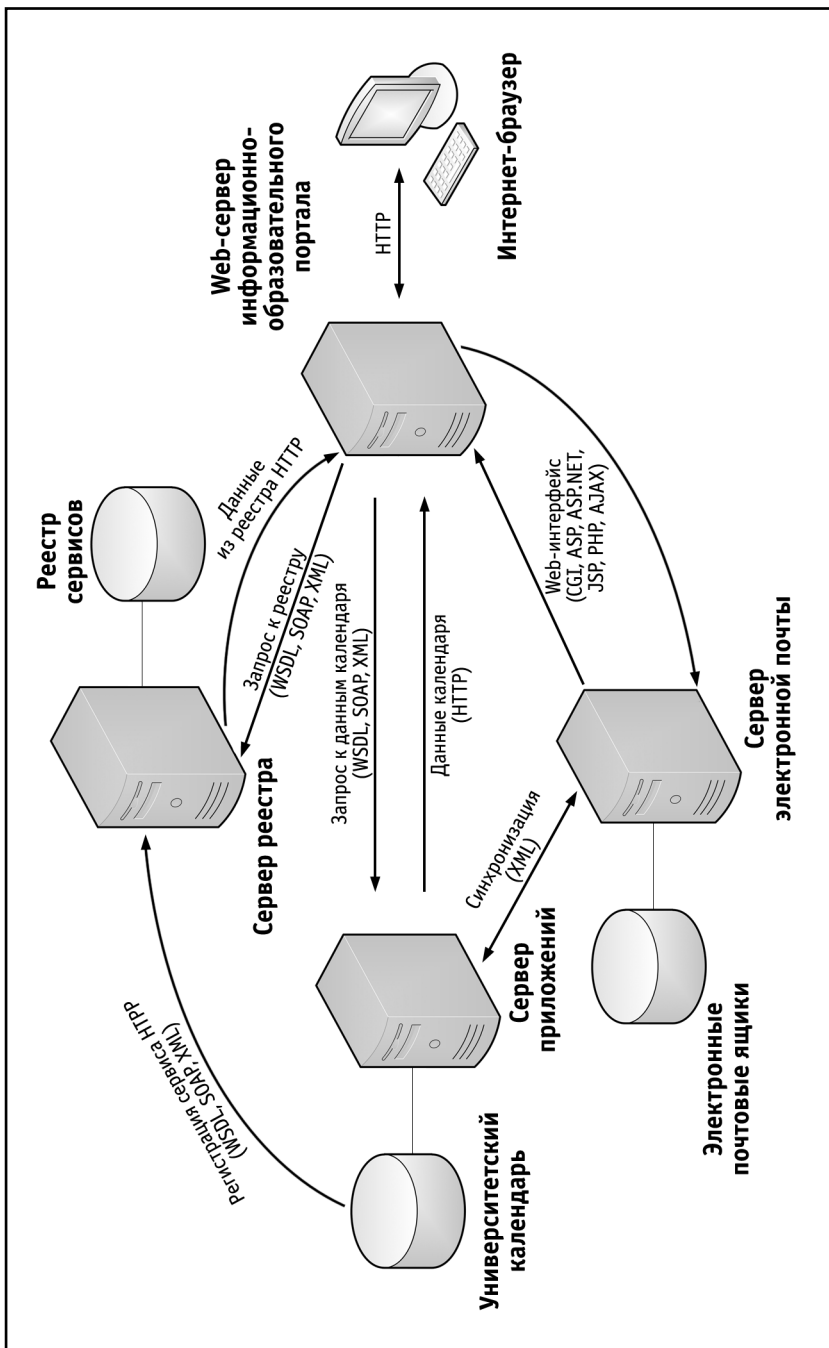 Web-сервер
информационно-
образовательного
портала
HTTP
Интернет-браузер
Реестр
сервисов
Данные
из реестра HTTP
Запрос к реестру
(WSDL, SOAP, XML)
Сервер реестра
Регистрация сервиса HTPP
(WSDL, SOAP, XML)
Запрос к данным календаря
(WSDL, SOAP, XML)
Данные календаря
(HTTP)
Web-интерфейс
(CGI, ASP, ASP.NET,
JSP, PHP, AJAX)
Синхронизация
(XML)
Сервер
приложений
Университетский
календарь
Сервер
электронной почты
Электронные
почтовые ящики